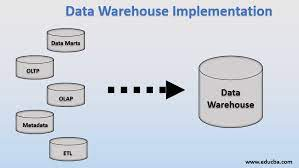 Data Warehouse Implementation
Data Marts
OLTP
OLAP
Metadata
ETL
Data
Warehouse
www.educba.com